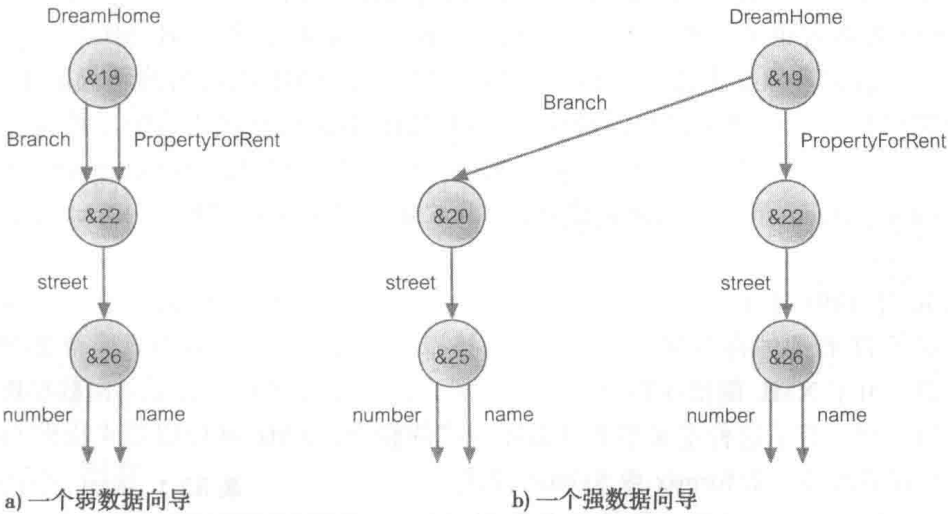 DreamHome
&19
Branch
PropertyForRent
&22
street
&26
number
name
a) 一个弱数据向导
DreamHome
&19
Branch
PropertyForRent
&20
&22
street
street
&25
&26
number
name
number
name
b) 一个强数据向导